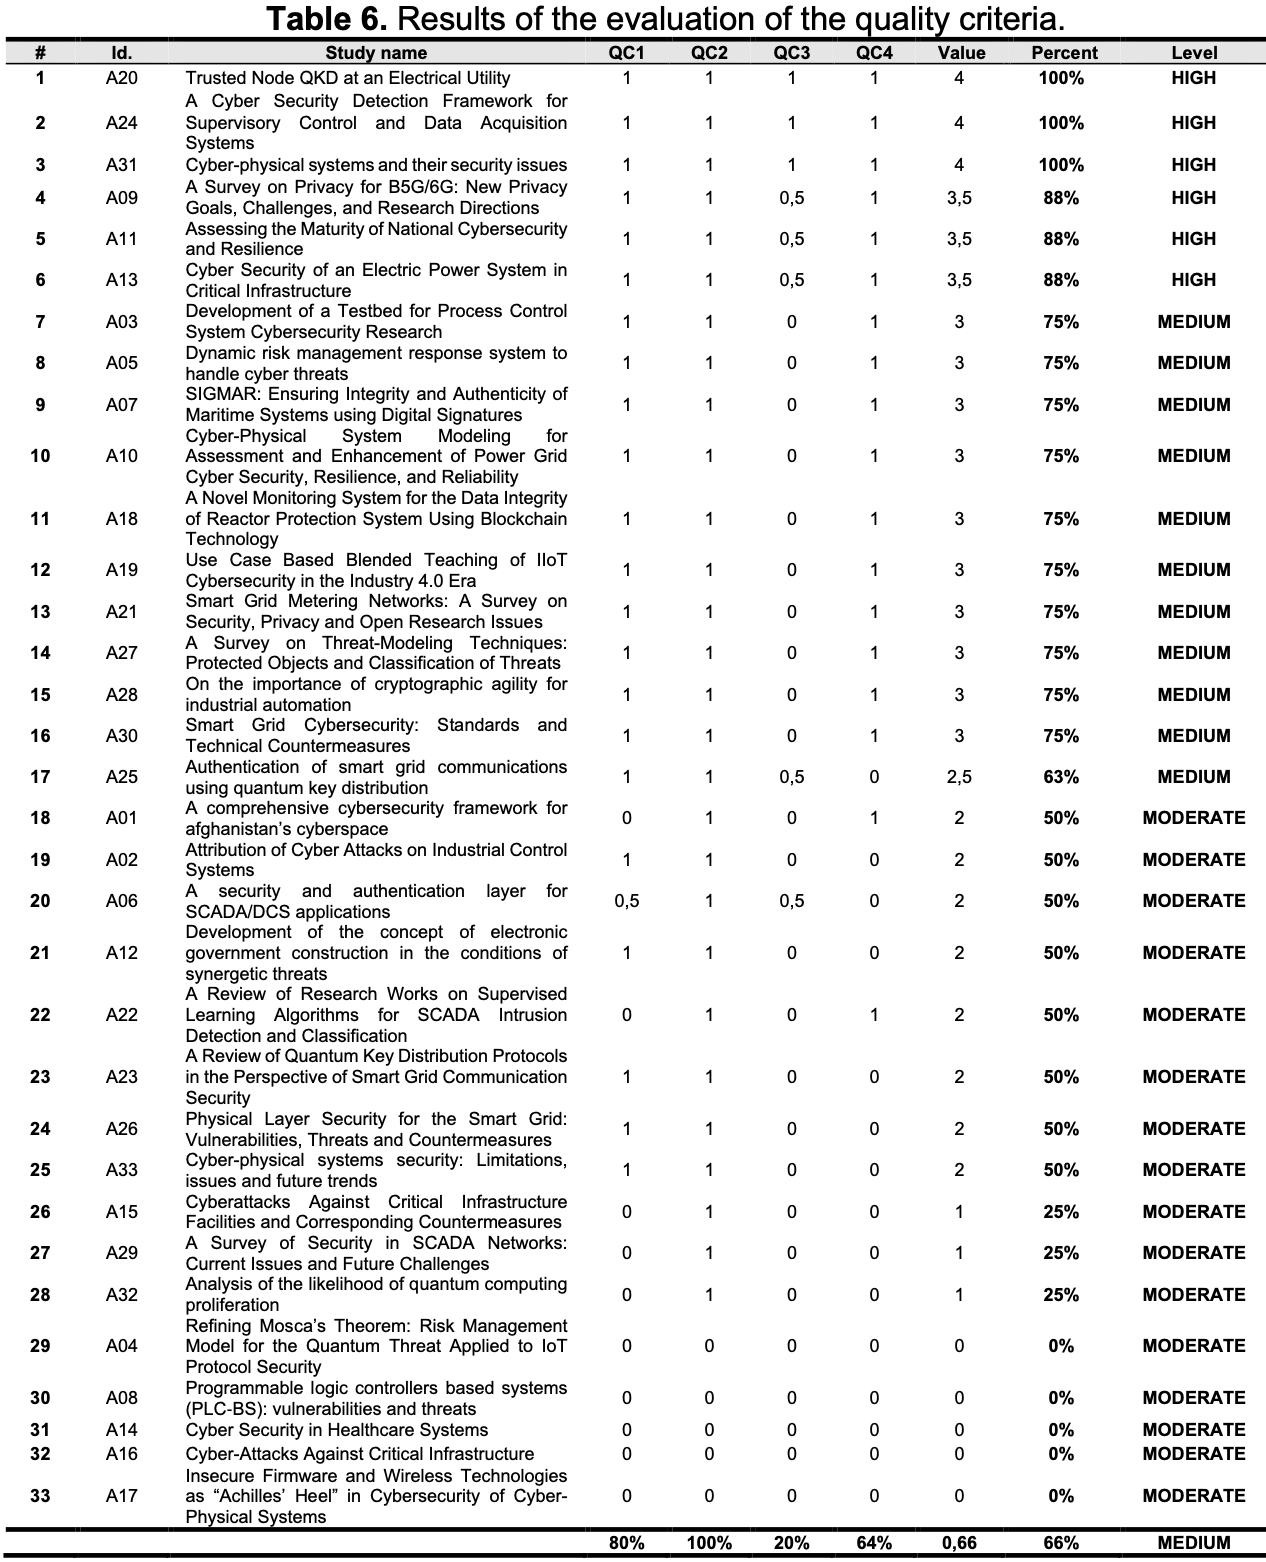 Table 6. Results of the evaluation of the quality criteria.
# Id. Study name QC1 QC2 QC3 QC4 Value Percent Level
1 A20 Trusted Node QKD at an Electrical Utility 1 1 1 1 4 100% HIGH
A Cyber Security Detection Framework for
2 A24 Supervisory Control and Data Acquisition 1 1 1 1 4 100% HIGH
Systems
3 A31 Cyber-physical systems and their security issues 1 1 1 1 4 100% HIGH
A Survey on Privacy for B5G/6G: New Privacy
4 A09 1 1 0,5 1 3,5 88% HIGH
Goals, Challenges, and Research Directions
Assessing the Maturity of National Cybersecurity
5 A11 1 1 0,5 1 3,5 88% HIGH
and Resilience
Cyber Security of an Electric Power System in
6 A13 1 1 0,5 1 3,5 88% HIGH
Critical Infrastructure
Development of a Testbed for Process Control
7 A03 1 1 0 1 3 75% MEDIUM
System Cybersecurity Research
Dynamic risk management response system to
8 A05 1 1 0 1 3 75% MEDIUM
handle cyber threats
SIGMAR: Ensuring Integrity and Authenticity of
9 A07 1 1 0 1 3 75% MEDIUM
Maritime Systems using Digital Signatures
Cyber-Physical System Modeling for
10 A10 Assessment and Enhancement of Power Grid 1 1 0 1 3 75% MEDIUM
Cyber Security, Resilience, and Reliability
A Novel Monitoring System for the Data Integrity
11 A18 of Reactor Protection System Using Blockchain 1 1 0 1 3 75% MEDIUM
Technology
Use Case Based Blended Teaching of IIoT
12 A19 1 1 0 1 3 75% MEDIUM
Cybersecurity in the Industry 4.0 Era
Smart Grid Metering Networks: A Survey on
13 A21 1 1 0 1 3 75% MEDIUM
Security, Privacy and Open Research Issues
A Survey on Threat-Modeling Techniques:
14 A27 1 1 0 1 3 75% MEDIUM
Protected Objects and Classification of Threats
On the importance of cryptographic agility for
15 A28 1 1 0 1 3 75% MEDIUM
industrial automation
Smart Grid Cybersecurity: Standards and
16 A30 1 1 0 1 3 75% MEDIUM
Technical Countermeasures
Authentication of smart grid communications
17 A25 1 1 0,5 0 2,5 63% MEDIUM
using quantum key distribution
A comprehensive cybersecurity framework for
18 A01 0 1 0 1 2 50% MODERATE
afghanistan's cyberspace
Attribution of Cyber Attacks on Industrial Control
19 A02 1 1 0 0 2 50% MODERATE
Systems
A security and authentication layer for
20 A06 0,5 1 0,5 0 2 50% MODERATE
SCADA/DCS applications
Development of the concept of electronic
21 A12 government construction in the conditions of 1 1 0 0 2 50% MODERATE
synergetic threats
A Review of Research Works on Supervised
22 A22 Learning Algorithms for SCADA Intrusion 0 1 0 1 2 50% MODERATE
Detection and Classification
A Review of Quantum Key Distribution Protocols
23 A23 in the Perspective of Smart Grid Communication 1 1 0 0 2 50% MODERATE
Security
Physical Layer Security for the Smart Grid:
24 A26 1 1 0 0 2 50% MODERATE
Vulnerabilities, Threats and Countermeasures
Cyber-physical systems security: Limitations,
25 A33 1 1 0 0 2 50% MODERATE
issues and future trends
Cyberattacks Against Critical Infrastructure
26 A15 0 1 0 0 1 25% MODERATE
Facilities and Corresponding Countermeasures
A Survey of Security in SCADA Networks:
27 A29 0 1 0 0 1 25% MODERATE
Current Issues and Future Challenges
Analysis of the likelihood of quantum computing
28 A32 0 1 0 0 1 25% MODERATE
proliferation
Refining Mosca's Theorem: Risk Management
29 A04 Model for the Quantum Threat Applied to IoT 0 0 0 0 0 0% MODERATE
Protocol Security
Programmable logic controllers based systems
30 A08 0 0 0 0 0 0% MODERATE
(PLC-BS): vulnerabilities and threats
31 A14 Cyber Security in Healthcare Systems 0 0 0 0 0 0% MODERATE
32 A16 Cyber-Attacks Against Critical Infrastructure 0 0 0 0 0 0% MODERATE
Insecure Firmware and Wireless Technologies
33 A17 as “Achilles’ Heel” in Cybersecurity of Cyber- 0 0 0 0 0 0% MODERATE
Physical Systems
80% 100% 20% 64% 0,66 66% MEDIUM